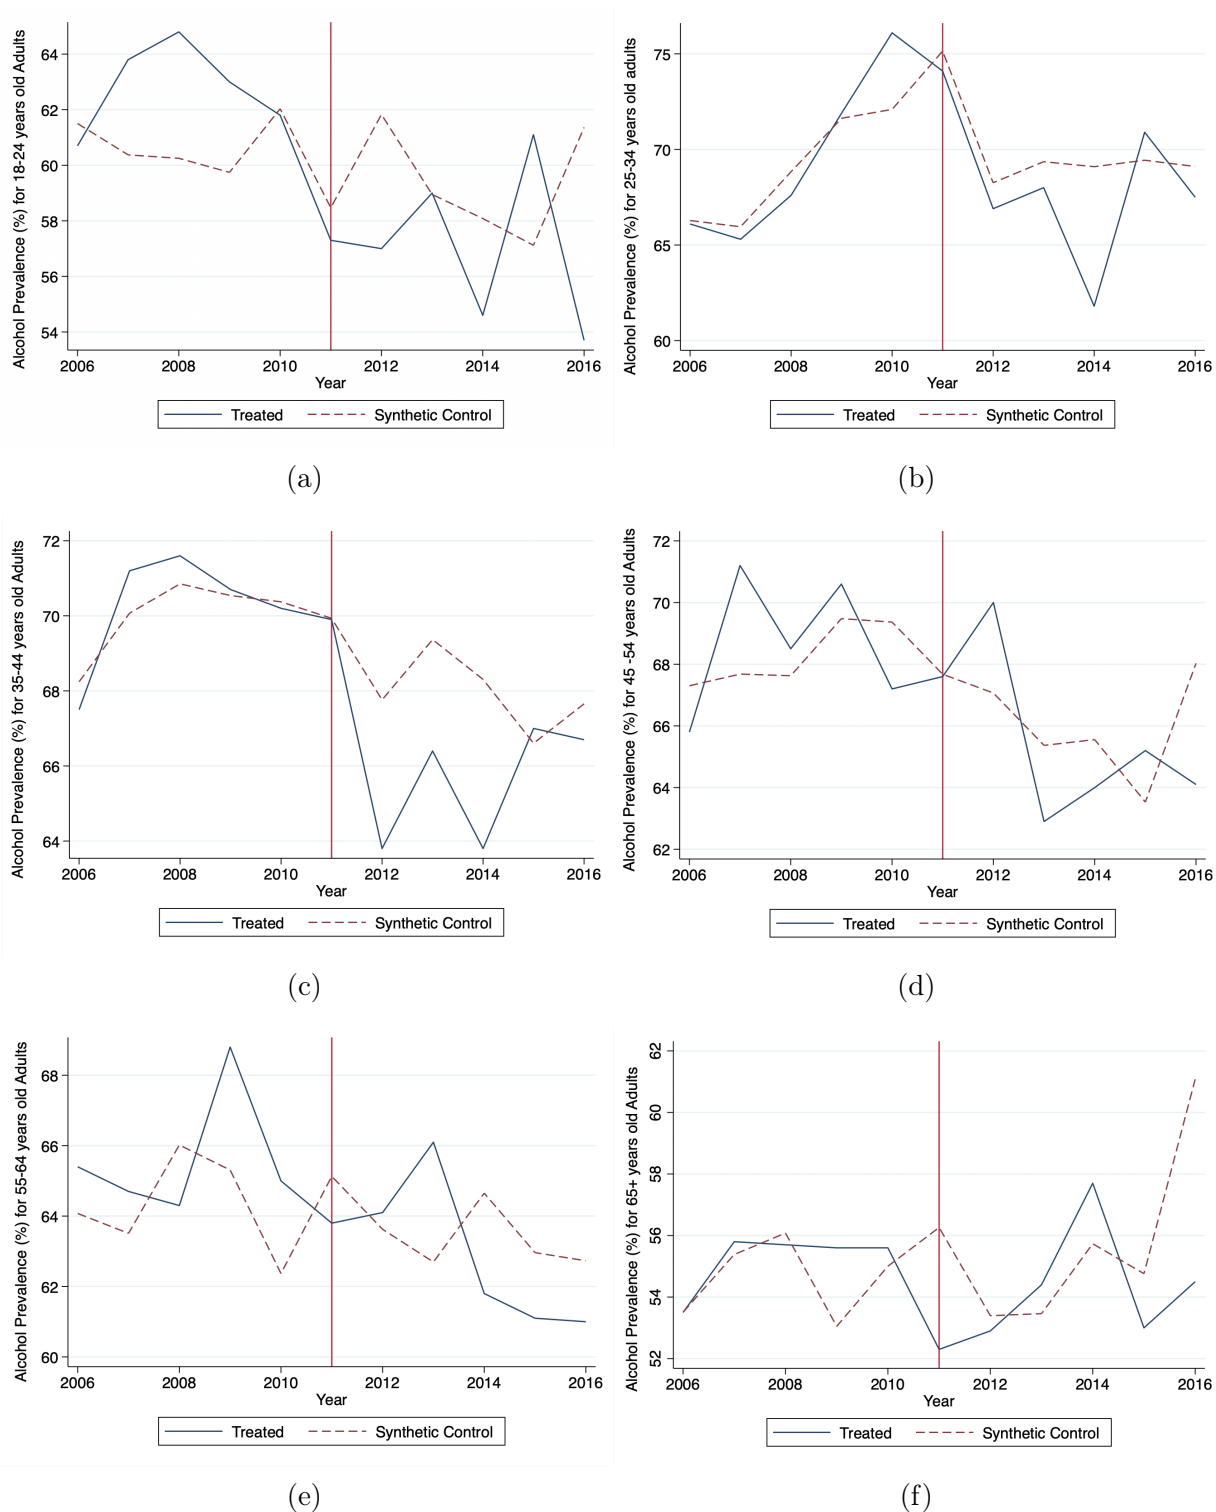 Alcohol Prevalence (%) for 18-24 years old Adults
64
62
60
58
56
54
2006 2008 2010 2012 2014 2016
Year
Treated Synthetic Control
(a)
Alcohol Prevalence (%) for 25-34 years old adults
75
70
65
60
2006 2008 2010 2012 2014 2016
Year
Treated Synthetic Control
(b)
Alcohol Prevalence (%) for 35-44 years old Adults
72
70
68
66
64
2006 2008 2010 2012 2014 2016
Year
Treated Synthetic Control
(c)
Alcohol Prevalence (%) for 45 -54 years old Adults
72
70
68
66
64
62
2006 2008 2010 2012 2014 2016
Year
Treated Synthetic Control
(d)
Alcohol Prevalence (%) for 55-64 years old Adults
68
66
64
62
60
2006 2008 2010 2012 2014 2016
Year
Treated Synthetic Control
(e)
Alcohol Prevalence (%) for 65+ years old Adults
62
60
58
56
54
52
2006 2008 2010 2012 2014 2016
Year
Treated Synthetic Control
(f)